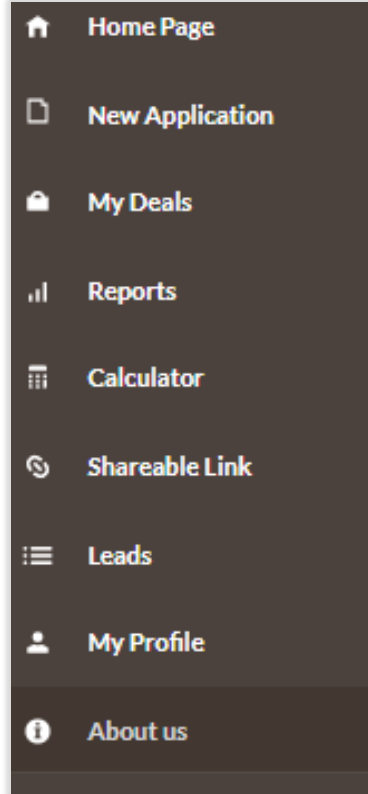 Home Page
New Application
My Deals
Reports
Calculator
Shareable Link
Leads
My Profile
About us